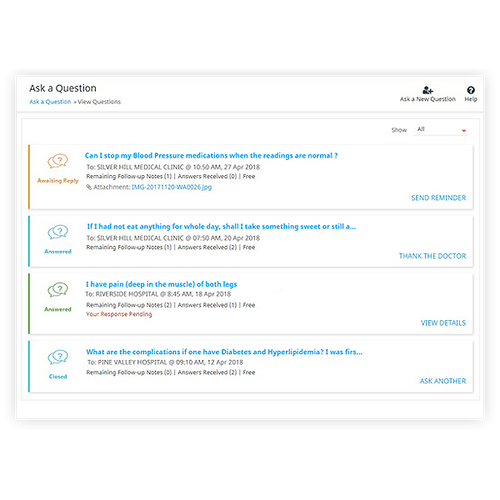 Ask a Question
Ask a Question » View Questions
Ask a New Question
Help
Show
All
Can I stop my Blood Pressure medications when the readings are normal ?
To: SILVER HILL MEDICAL CLINIC @ 10:50 AM, 27 Apr 2018
Awaiting Reply
Remaining Follow-up Notes (1) | Answers Received (0) | Free
Attachment: IMG-20171120-WA0026.jpg
SEND REMINDER
If I had not eat anything for whole day, shall I take something sweet or still a...
To: SILVER HILL MEDICAL CLINIC @ 07:50 AM, 20 Apr 2018
Answered
Remaining Follow-up Notes (0) | Answers Received (2) | Free
THANK THE DOCTOR
I have pain (deep in the muscle) of both legs
To: RIVERSIDE HOSPITAL @ 8:45 AM, 18 Apr 2018
Answered
Remaining Follow-up Notes (1) | Answers Received (1) | Free
Your Response Pending
VIEW DETAILS
What are the complications if one have Diabetes and Hyperlipidemia? I was firs...
To: PINE VALLEY HOSPITAL @ 09:10 AM, 12 Apr 2018
Closed
Remaining Follow-up Notes (0) | Answers Received (2) | Free
ASK ANOTHER